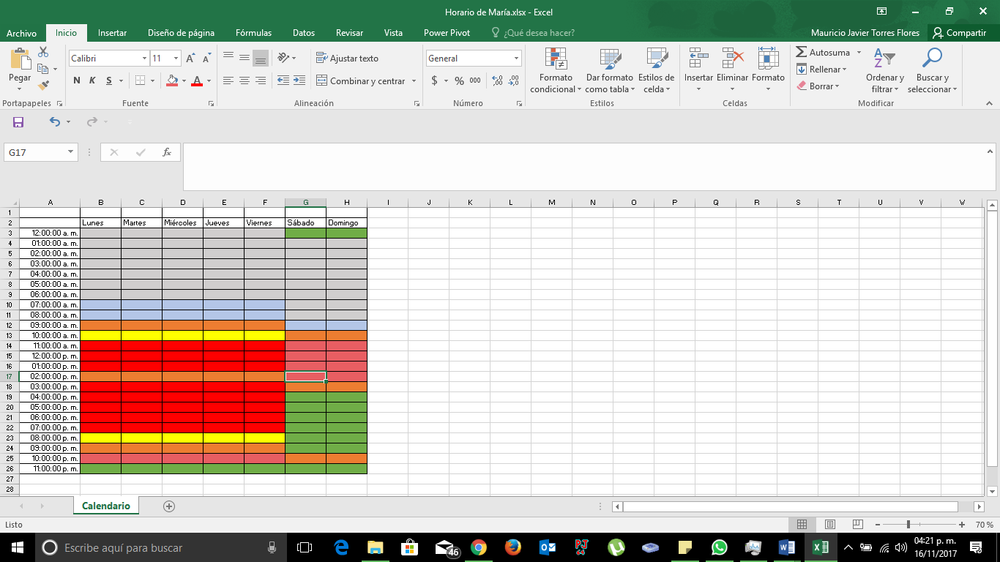 Horario de María.xlsx - Excel
Archivo Inicio Insertar Diseño de página Fórmulas Datos Revisar Vista Power Pivot ¿Qué desea hacer? Mauricio Javier Torres Flores Compartir
Calibri 11 Ajustar texto General Autosuma
Pegar Formato condicional Dar formato como tabla Estilos de celda Insertar Eliminar Formato Rellenar Ordenar y filtrar Buscar y seleccionar
N K S Combinar y centrar $ % 000 Borrar
Portapapeles Fuente Alineación Número Estilos Celdas Modificar
G17 fx
A B C D E F G H I J K L M N O P Q R S T U V W
1
2 Lunes Martes Miércoles Jueves Viernes Sábado Domingo
3 12:00:00 a. m.
4 01:00:00 a. m.
5 02:00:00 a. m.
6 03:00:00 a. m.
7 04:00:00 a. m.
8 05:00:00 a. m.
9 06:00:00 a. m.
10 07:00:00 a. m.
11 08:00:00 a. m.
12 09:00:00 a. m.
13 10:00:00 a. m.
14 11:00:00 a. m.
15 12:00:00 p. m.
16 01:00:00 p. m.
17 02:00:00 p. m.
18 03:00:00 p. m.
19 04:00:00 p. m.
20 05:00:00 p. m.
21 06:00:00 p. m.
22 07:00:00 p. m.
23 08:00:00 p. m.
24 09:00:00 p. m.
25 10:00:00 p. m.
26 11:00:00 p. m.
27
28
Calendario
Listo 70 %
Escribe aquí para buscar 46 04:21 p. m.
16/11/2017